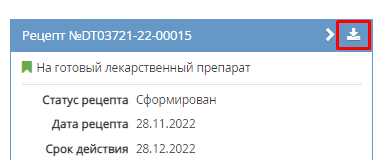 Рецепт №DT03721-22-00015
На готовый лекарственный препарат
Статус рецепта Сформирован
Дата рецепта 28.11.2022
Срок действия 28.12.2022